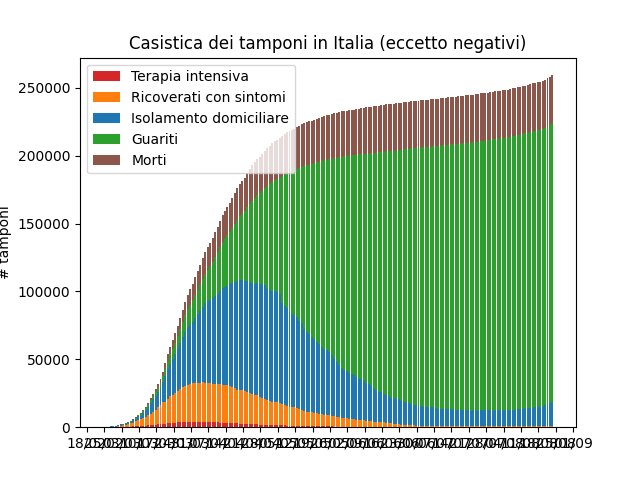 Casistica dei tamponi in Italia (eccetto negativi)
Terapia intensiva
Ricoverati con sintomi
Isolamento domiciliare
Guariti
Morti
250000
200000
150000
100000
50000
0
# tamponi